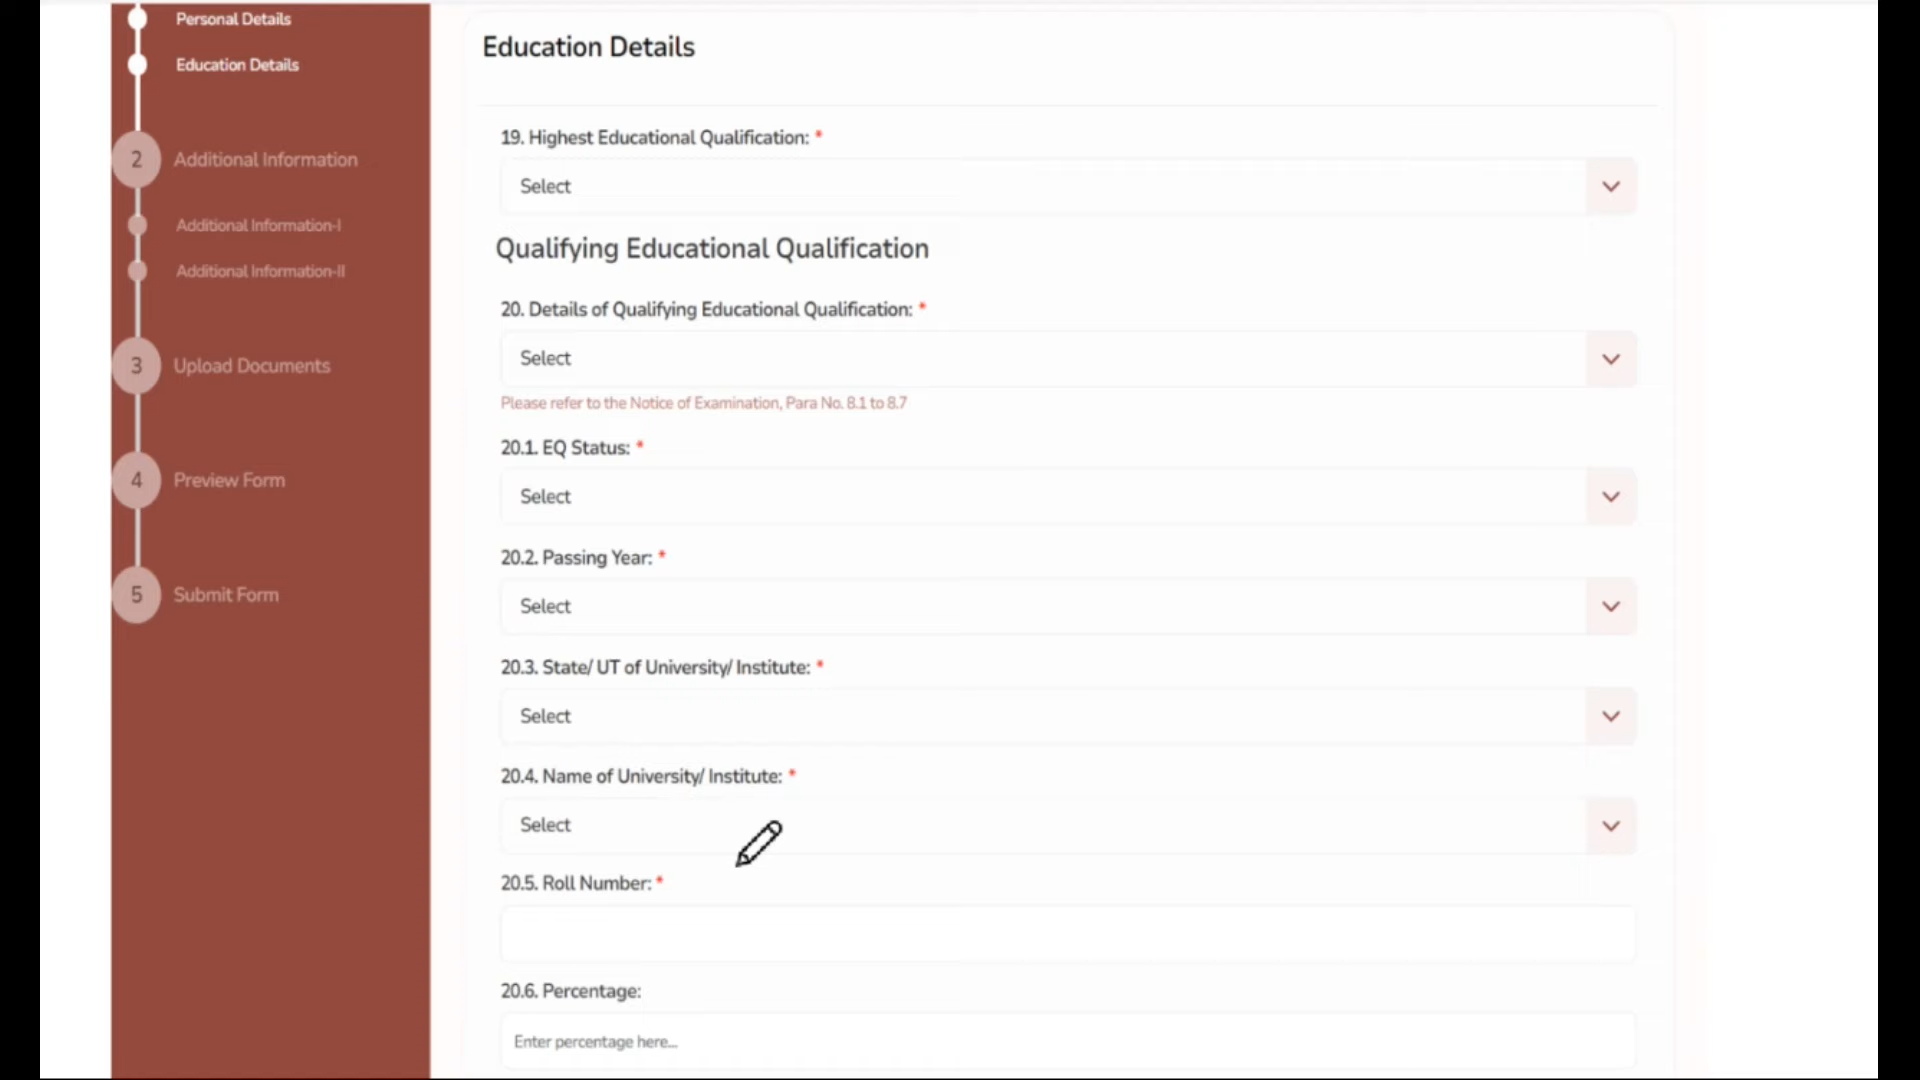 Personal Details
Education Details
2 Additional Information
Additional Information-I
Additional Information-II
3 Upload Documents
4 Preview Form
5 Submit Form
Education Details
19. Highest Educational Qualification: *
Select
Qualifying Educational Qualification
20. Details of Qualifying Educational Qualification: *
Select
Please refer to the Notice of Examination, Para No. 8.1 to 8.7
20.1. EQ Status: *
Select
20.2. Passing Year: *
Select
20.3. State/ UT of University/ Institute: *
Select
20.4. Name of University/ Institute: *
Select
20.5. Roll Number: *
20.6. Percentage:
Enter percentage here...